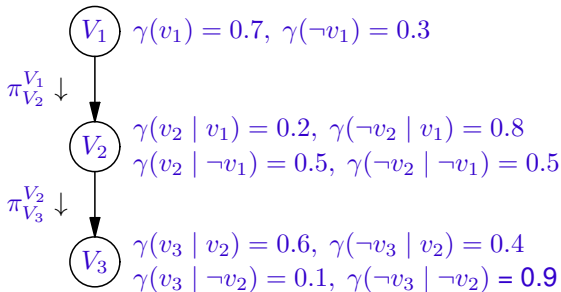 V₁ γ(v₁) = 0.7, γ(¬v₁) = 0.3
π^{V₁}_{V₂} ↓
V₂ γ(v₂ | v₁) = 0.2, γ(¬v₂ | v₁) = 0.8
γ(v₂ | ¬v₁) = 0.5, γ(¬v₂ | ¬v₁) = 0.5
π^{V₂}_{V₃} ↓
V₃ γ(v₃ | v₂) = 0.6, γ(¬v₃ | v₂) = 0.4
γ(v₃ | ¬v₂) = 0.1, γ(¬v₃ | ¬v₂) = 0.9